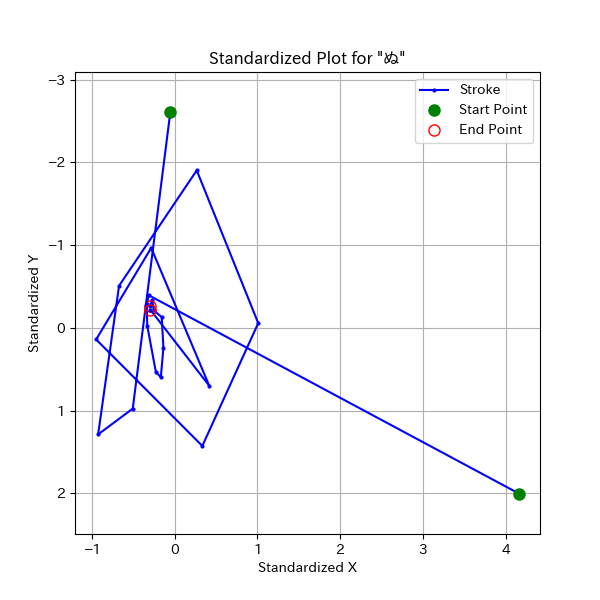 Standardized Plot for "ぬ"
Stroke
Start Point
End Point
−3
−2
−1
0
1
2
Standardized Y
−1 0 1 2 3 4
Standardized X